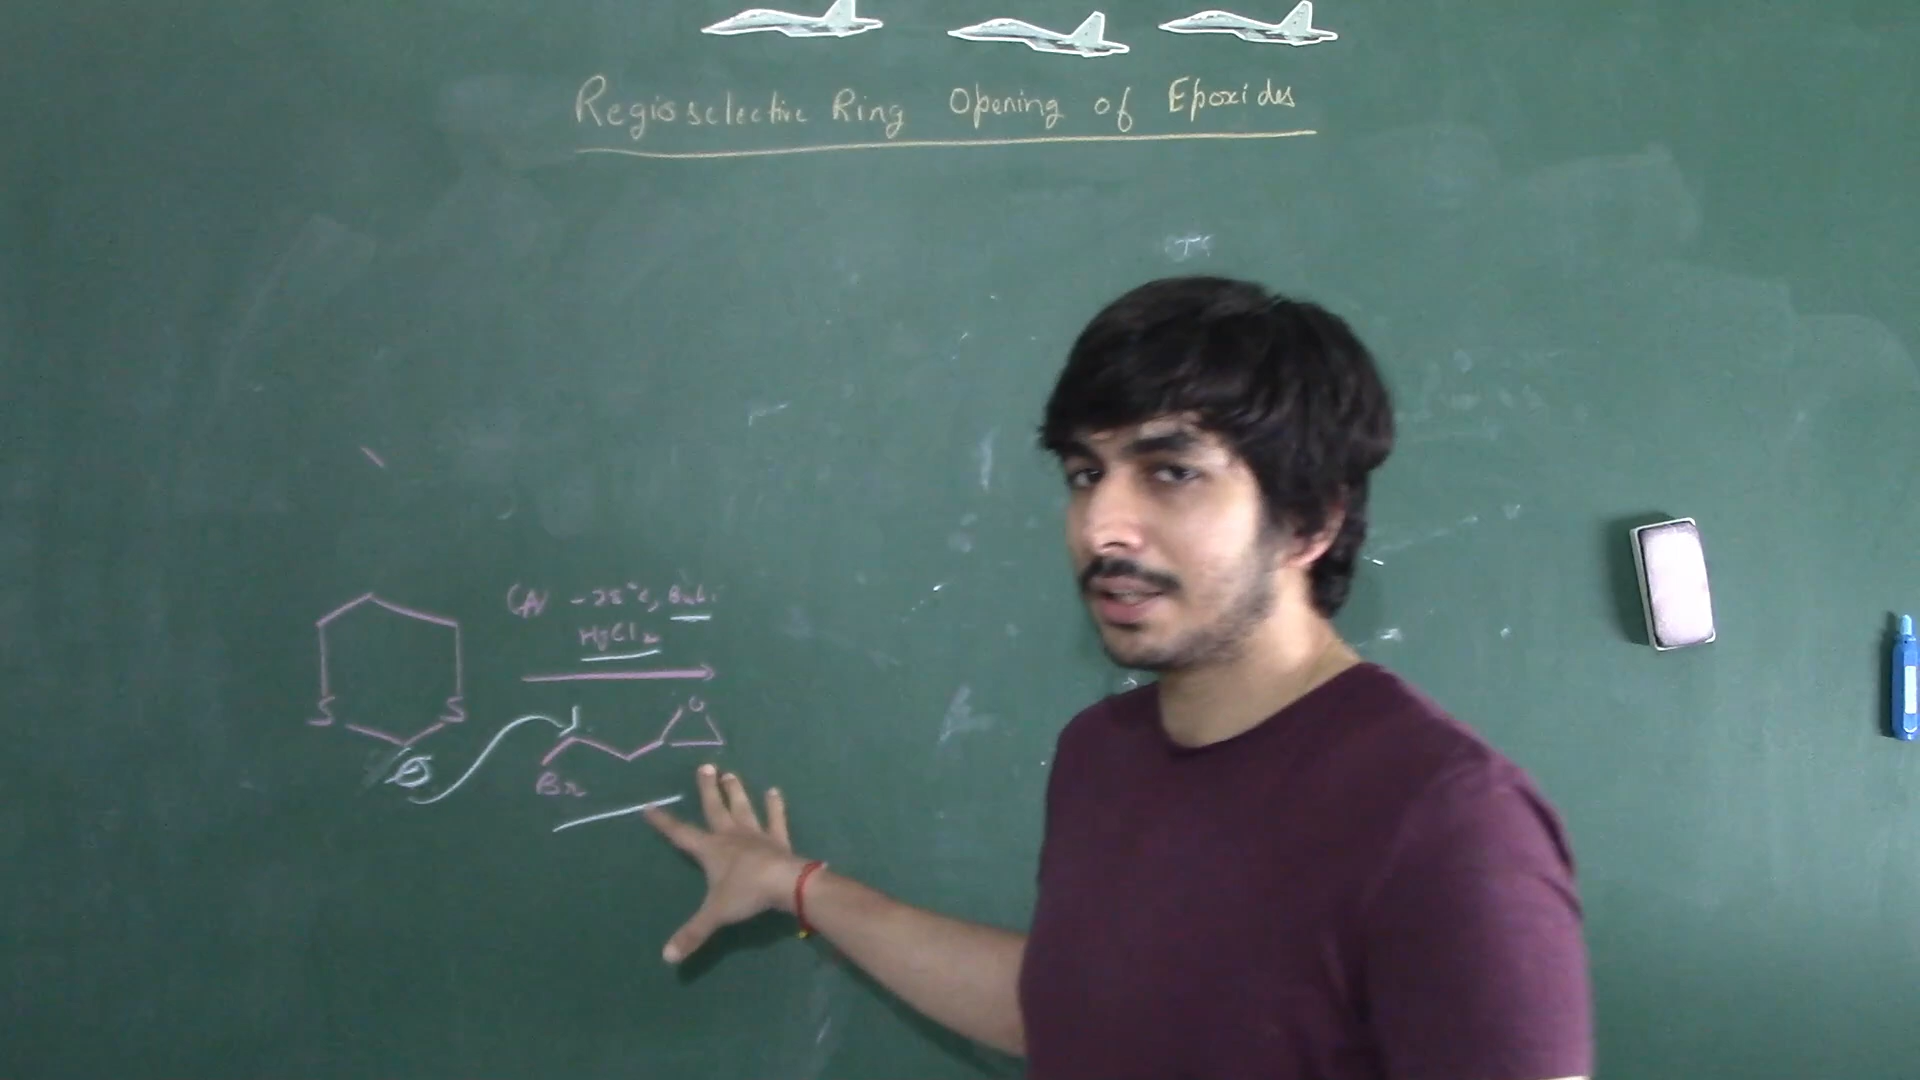 Regioselective Ring Opening of Epoxides
(A) -78°C, BuLi
HgCl2
S
S
O
Br